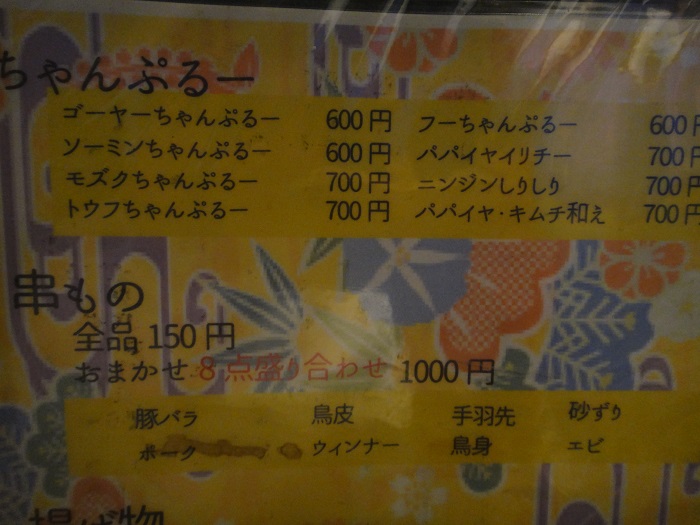 ちゃんぷるー
ゴーヤーちゃんぷるー 600円 フーちゃんぷるー 600円
ソーミンちゃんぷるー 600円 パパイヤイリチー 700円
モズクちゃんぷるー 700円 ニンジンしりしり 700円
トウフちゃんぷるー 700円 パパイヤ・キムチ和え 700円
串もの
全品 150円
おまかせ 8点盛り合わせ 1000円
豚バラ 鳥皮 手羽先 砂ずり
ポーク ウィンナー 鳥身 エビ
揚げ物